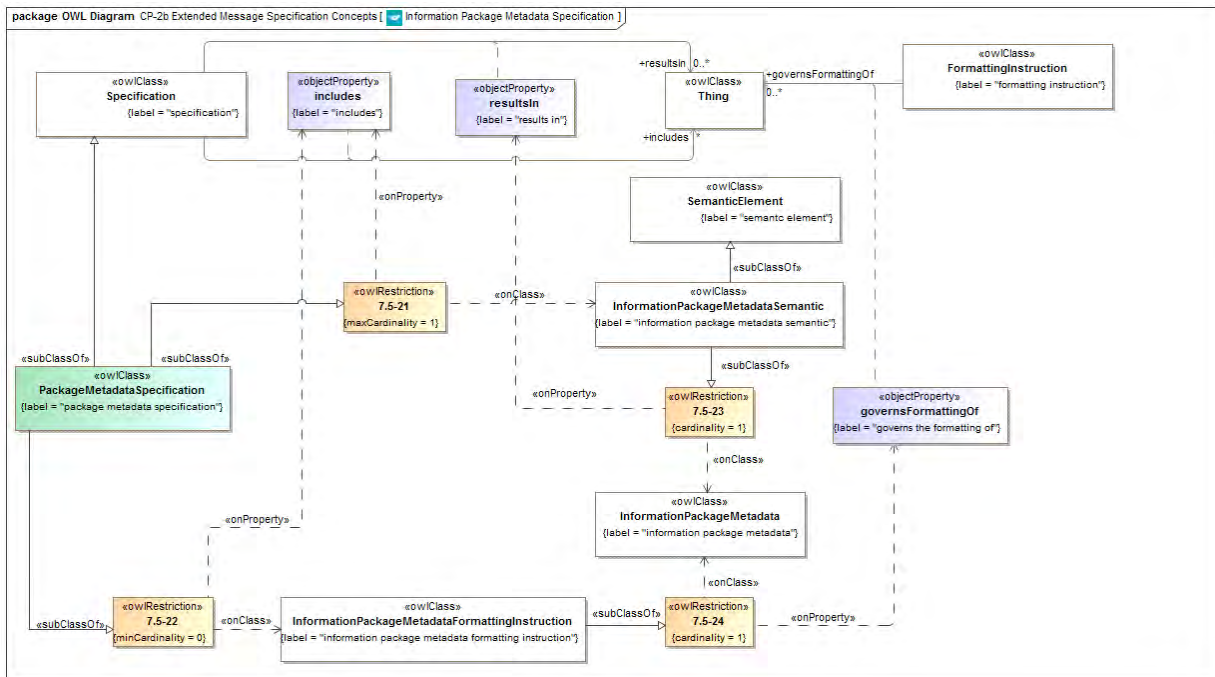 package OWL Diagram CP-2b Extended Message Specification Concepts [ Information Package Metadata Specification ]
«owlClass»
Specification
{label = "specification"}
«objectProperty»
includes
{label = "includes"}
«objectProperty»
resultsIn
{label = "results in"}
+resultsIn 0..*
«owlClass»
Thing
+includes *
+governsFormattingOf
0..*
«owlClass»
FormattingInstruction
{label = "formatting instruction"}
«onProperty»
«owlClass»
SemanticElement
{label = "semantc element"}
«subClassOf»
«owlRestriction»
7.5-21
{maxCardinality = 1}
«onClass»
«owlClass»
InformationPackageMetadataSemantic
{label = "information package metadata semantic"}
«subClassOf»
«subClassOf»
«subClassOf»
«owlClass»
PackageMetadataSpecification
{label = "package metadata specification"}
«onProperty»
«owlRestriction»
7.5-23
{cardinality = 1}
«objectProperty»
governsFormattingOf
{label = "governs the formatting of"}
«onClass»
«owlClass»
InformationPackageMetadata
{label = "information package metadata"}
«onProperty»
«onClass»
«subClassOf»
«owlRestriction»
7.5-22
{minCardinality = 0}
«onClass»
«owlClass»
InformationPackageMetadataFormattingInstruction
{label = "information package metadata formatting instruction"}
«subClassOf»
«owlRestriction»
7.5-24
{cardinality = 1}
«onProperty»